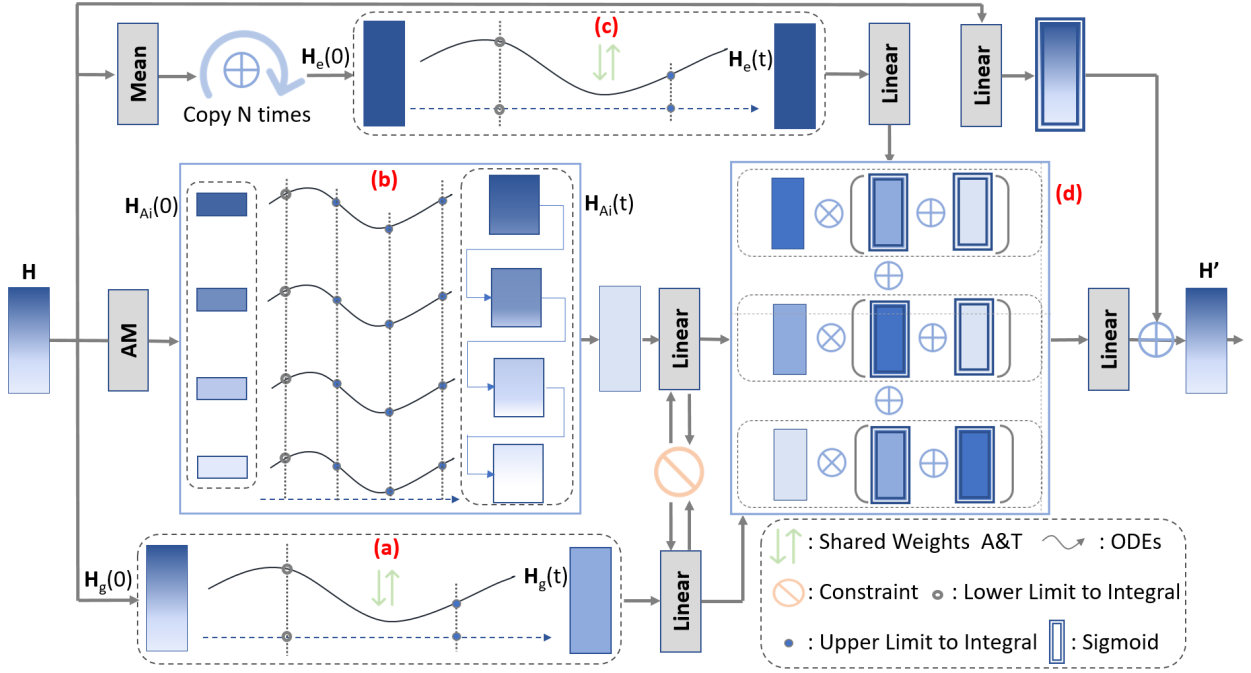 (c)
Mean
Copy N times
H_e(0)
H_e(t)
Linear
Linear
(b)
H_Ai(0)
H_Ai(t)
(d)
H
AM
Linear
Linear
H’
(a)
H_g(0)
H_g(t)
Linear
: Shared Weights A&T
: ODEs
: Constraint
: Lower Limit to Integral
: Upper Limit to Integral
: Sigmoid